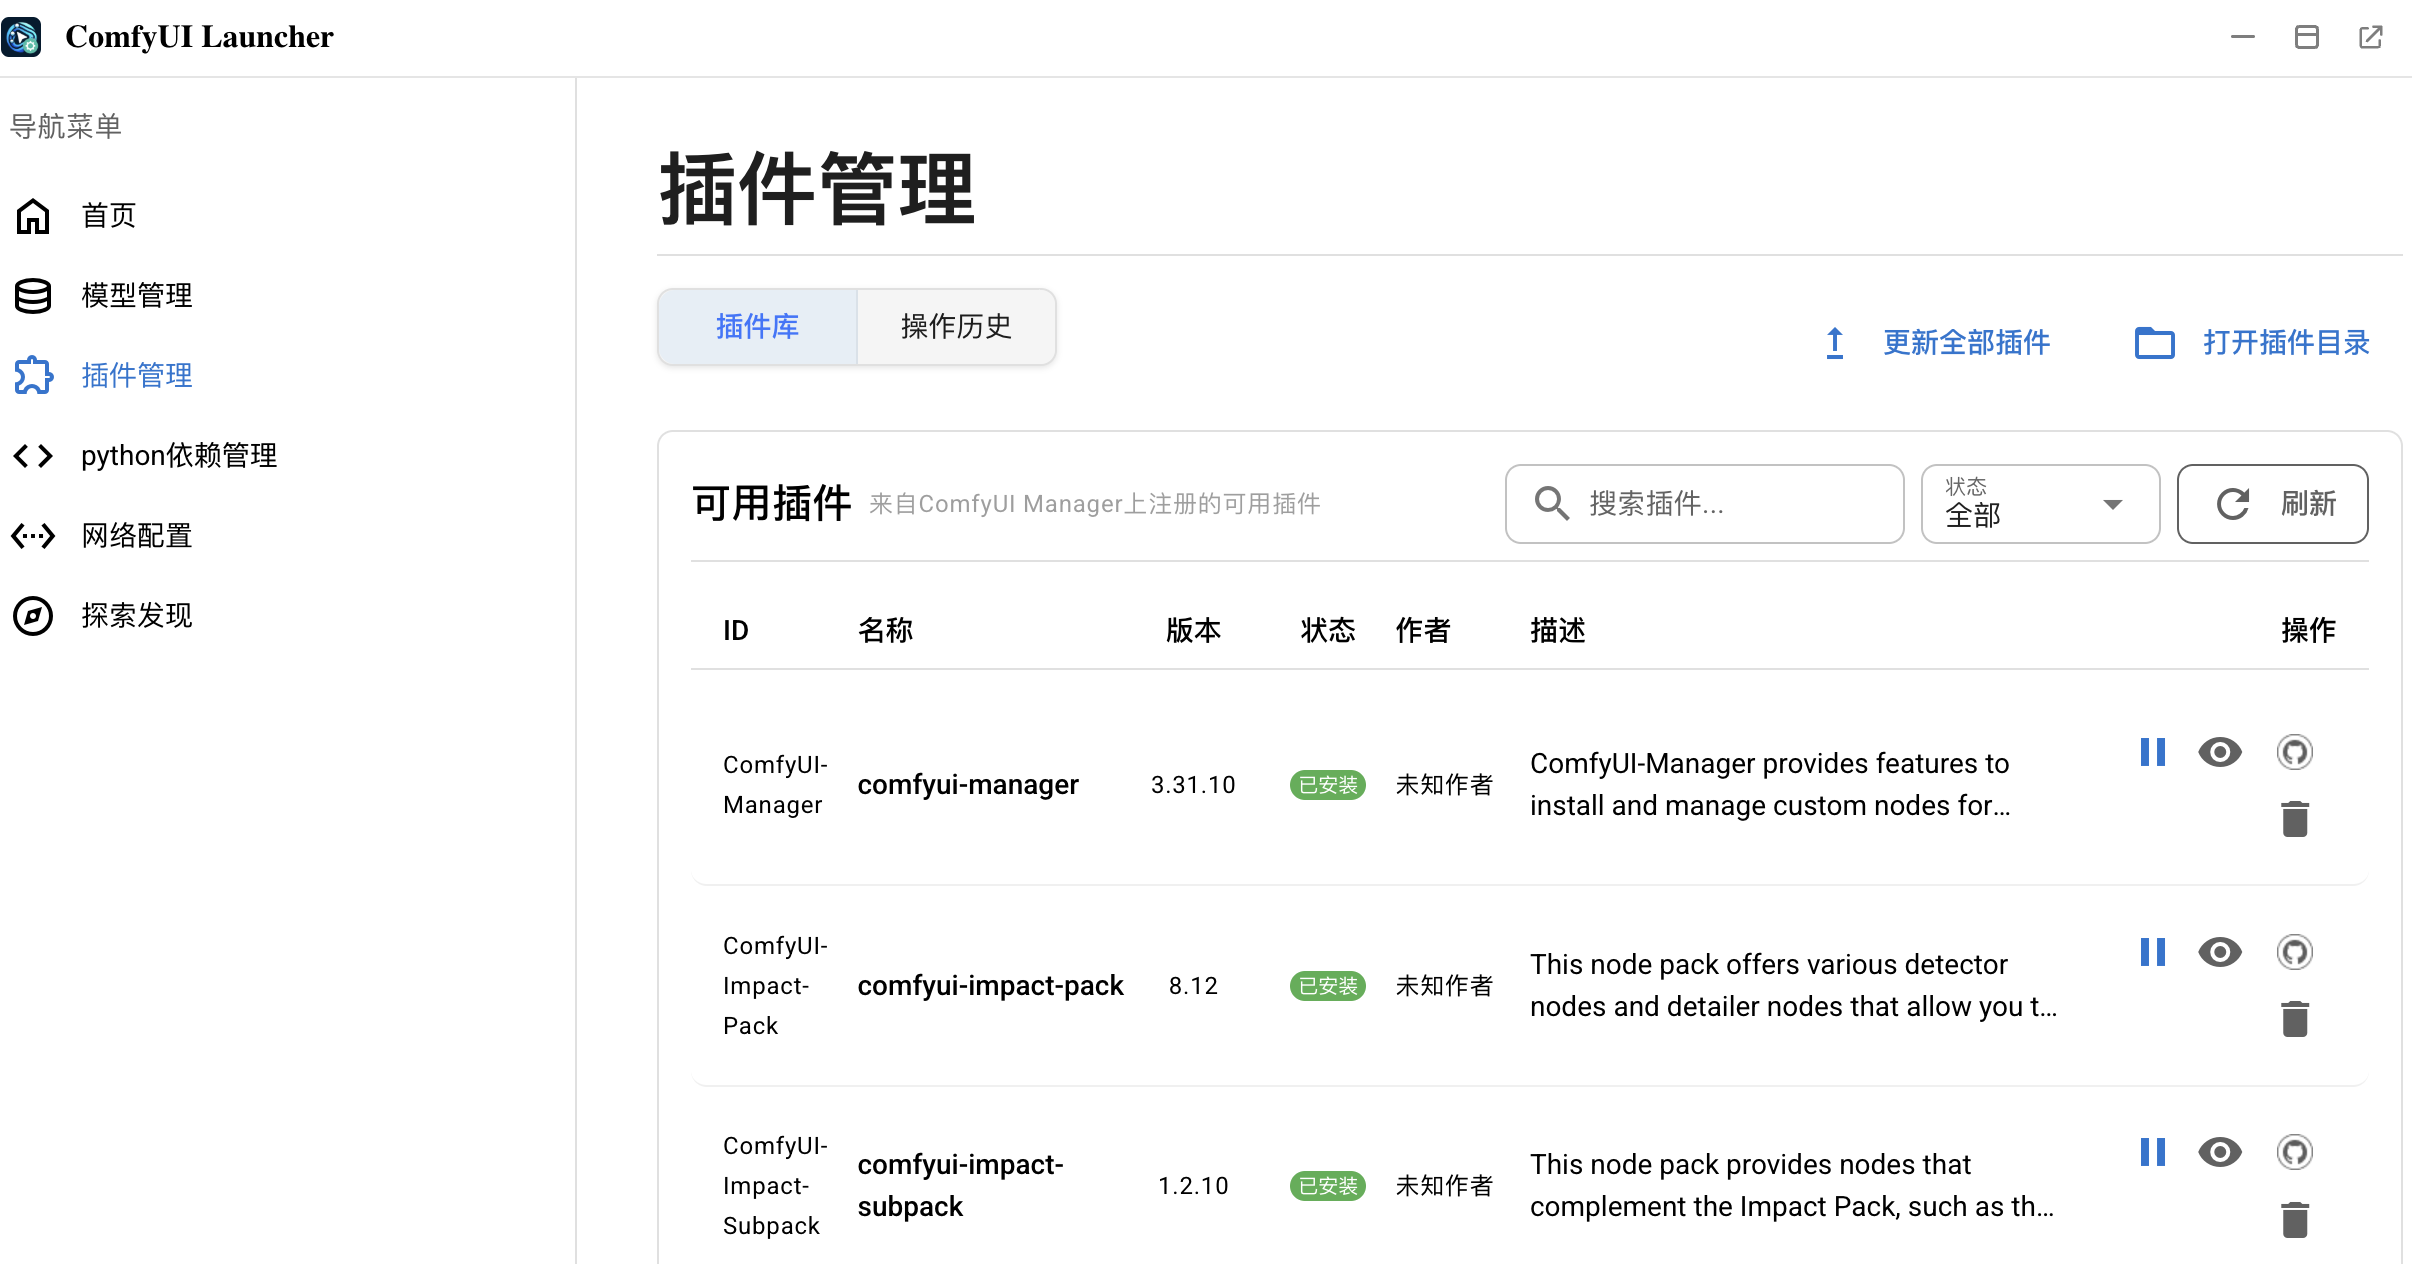 ComfyUI Launcher
导航菜单
首页
模型管理
插件管理
python依赖管理
网络配置
探索发现
插件管理
插件库
操作历史
更新全部插件
打开插件目录
可用插件
来自ComfyUI Manager上注册的可用插件
搜索插件...
状态
全部
刷新
ID 名称 版本 状态 作者 描述 操作
ComfyUI-
Manager
comfyui-manager
3.31.10
已安装
未知作者
ComfyUI-Manager provides features to
install and manage custom nodes for...
ComfyUI-
Impact-
Pack
comfyui-impact-pack
8.12
已安装
未知作者
This node pack offers various detector
nodes and detailer nodes that allow you t...
ComfyUI-
Impact-
Subpack
comfyui-impact-
subpack
1.2.10
已安装
未知作者
This node pack provides nodes that
complement the Impact Pack, such as th...